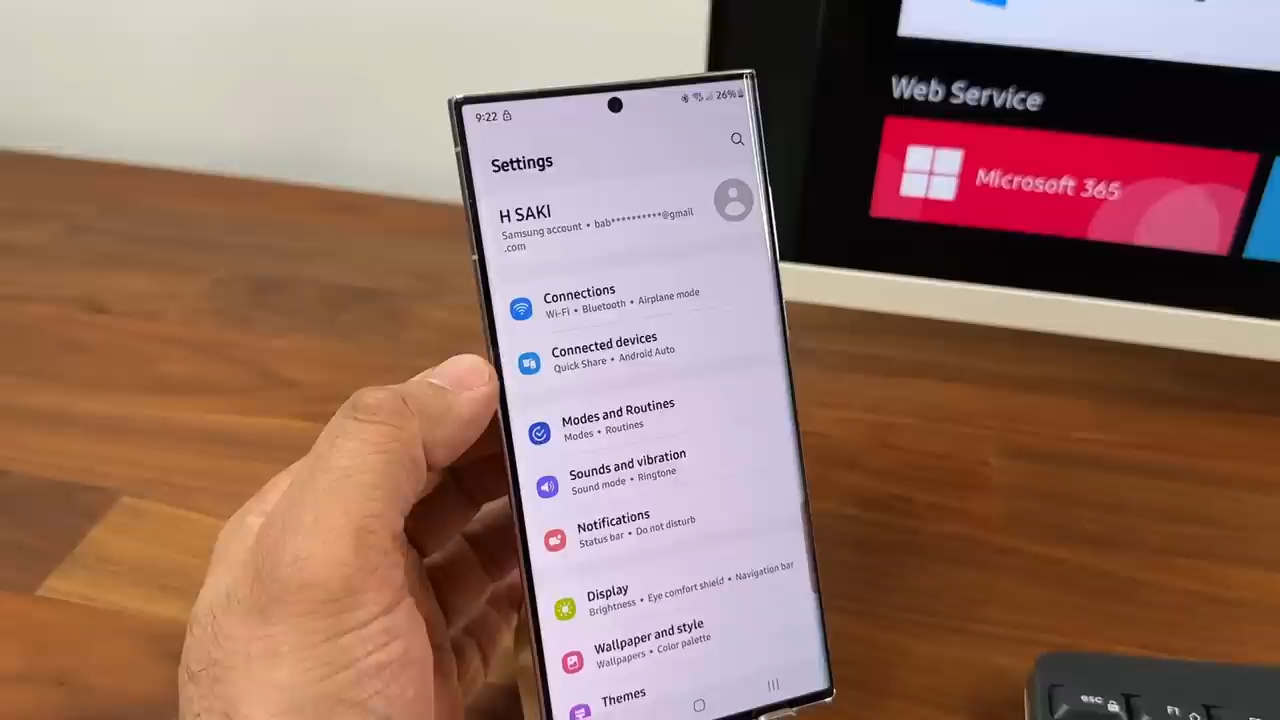 9:22
26%
Settings
H SAKI
Samsung account • bab**********@gmail
.com
Connections
Wi-Fi • Bluetooth • Airplane mode
Connected devices
Quick Share • Android Auto
Modes and Routines
Modes • Routines
Sounds and vibration
Sound mode • Ringtone
Notifications
Status bar • Do not disturb
Display
Brightness • Eye comfort shield • Navigation bar
Wallpaper and style
Wallpapers • Color palette
Themes
Web Service
Microsoft 365
esc
F1